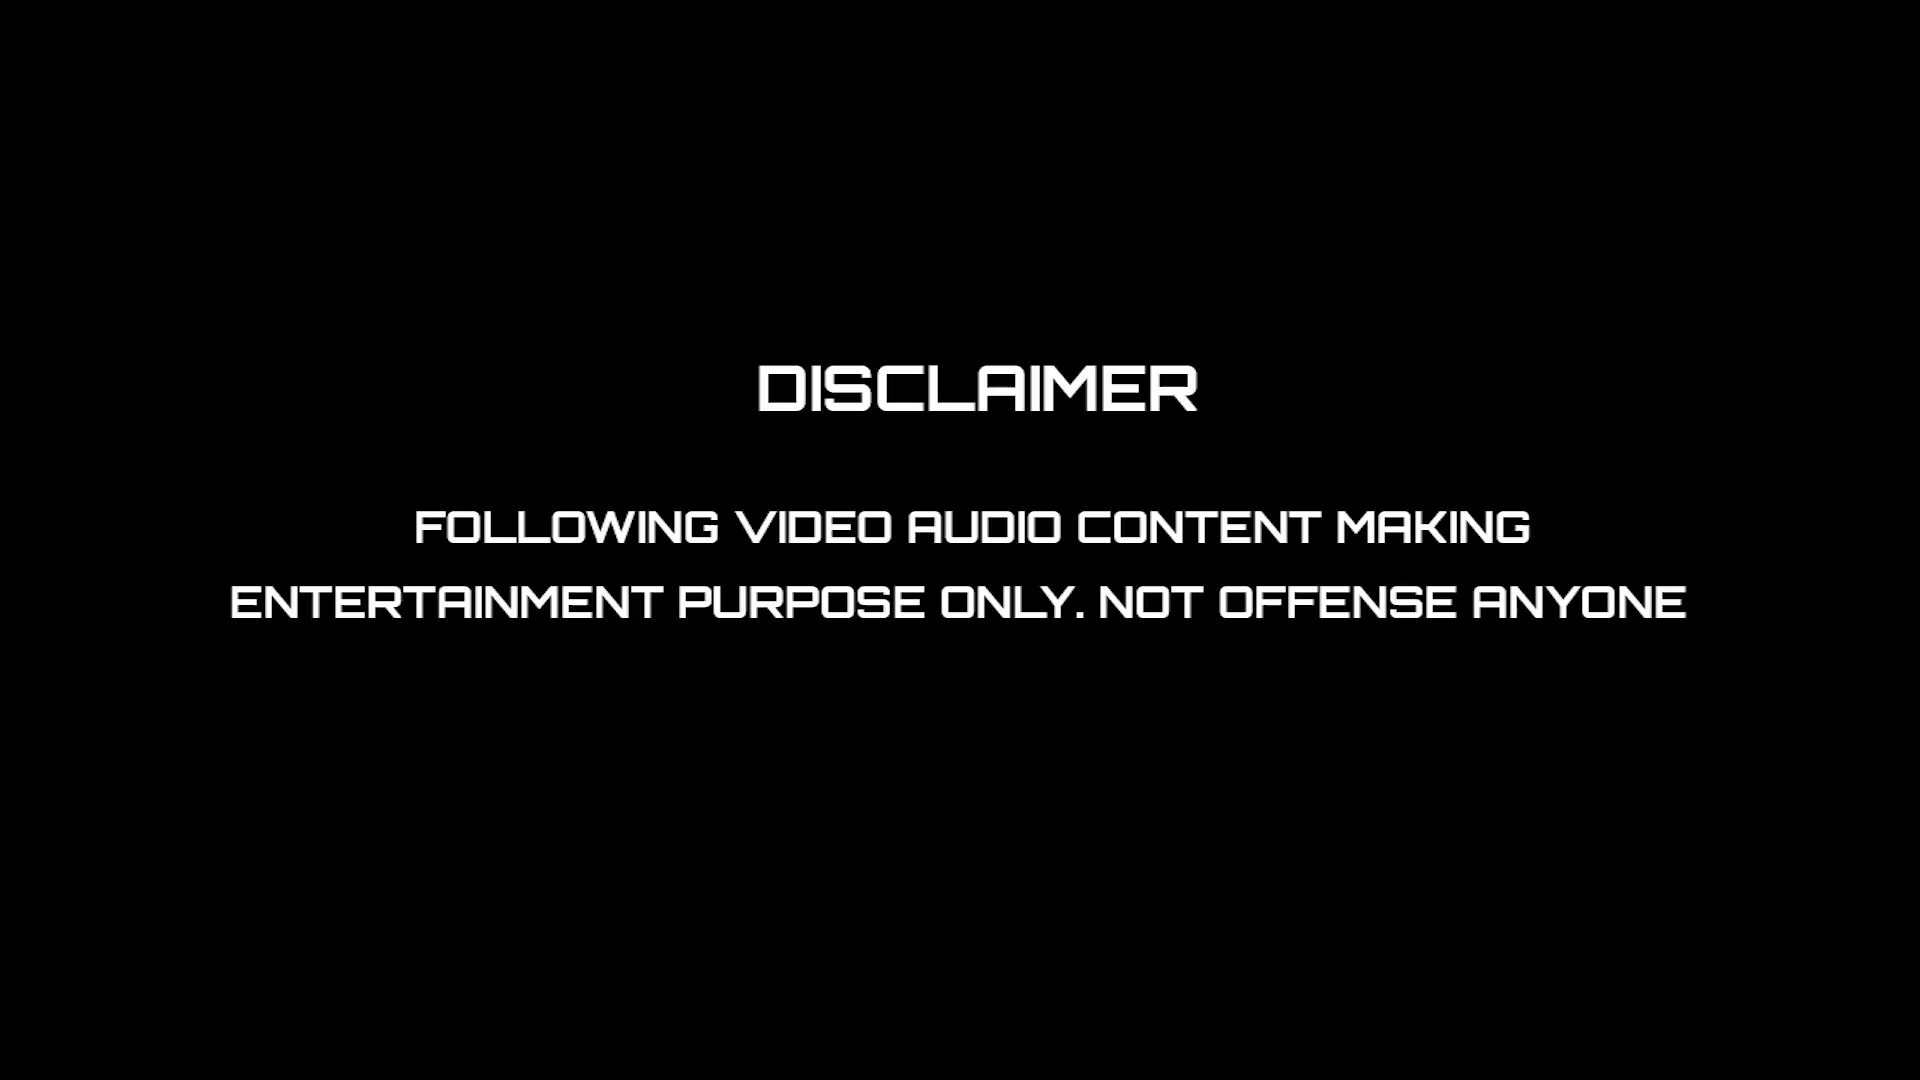 DISCLAIMER
FOLLOWING VIDEO AUDIO CONTENT MAKING
ENTERTAINMENT PURPOSE ONLY. NOT OFFENSE ANYONE